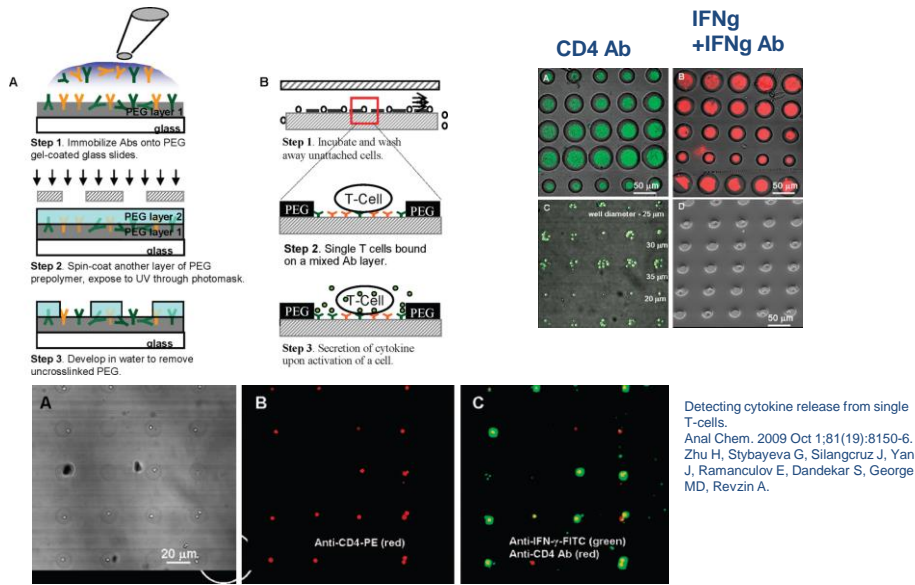 A
PEG layer 1
glass
Step 1. Immobilize Abs onto PEG
gel-coated glass slides.
PEG layer 2
PEG layer 1
glass
Step 2. Spin-coat another layer of PEG
prepolymer, expose to UV through photomask.
glass
Step 3. Develop in water to remove
uncrosslinked PEG.
B
Step 1. Incubate and wash
away unattached cells.
T-Cell
PEG
PEG
Step 2. Single T cells bound
on a mixed Ab layer.
T-Cell
PEG
PEG
Step 3. Secretion of cytokine
upon activation of a cell.
CD4 Ab
IFNg
+IFNg Ab
A
50 μm
B
50 μm
C
well diameter - 25 μm
30 μm
35 μm
20 μm
D
50 μm
A
20 μm
B
Anti-CD4-PE (red)
C
Anti-IFN-γ-FITC (green)
Anti-CD4 Ab (red)
Detecting cytokine release from single
T-cells.
Anal Chem. 2009 Oct 1;81(19):8150-6.
Zhu H, Stybayeva G, Silangcruz J, Yan
J, Ramanculov E, Dandekar S, George
MD, Revzin A.